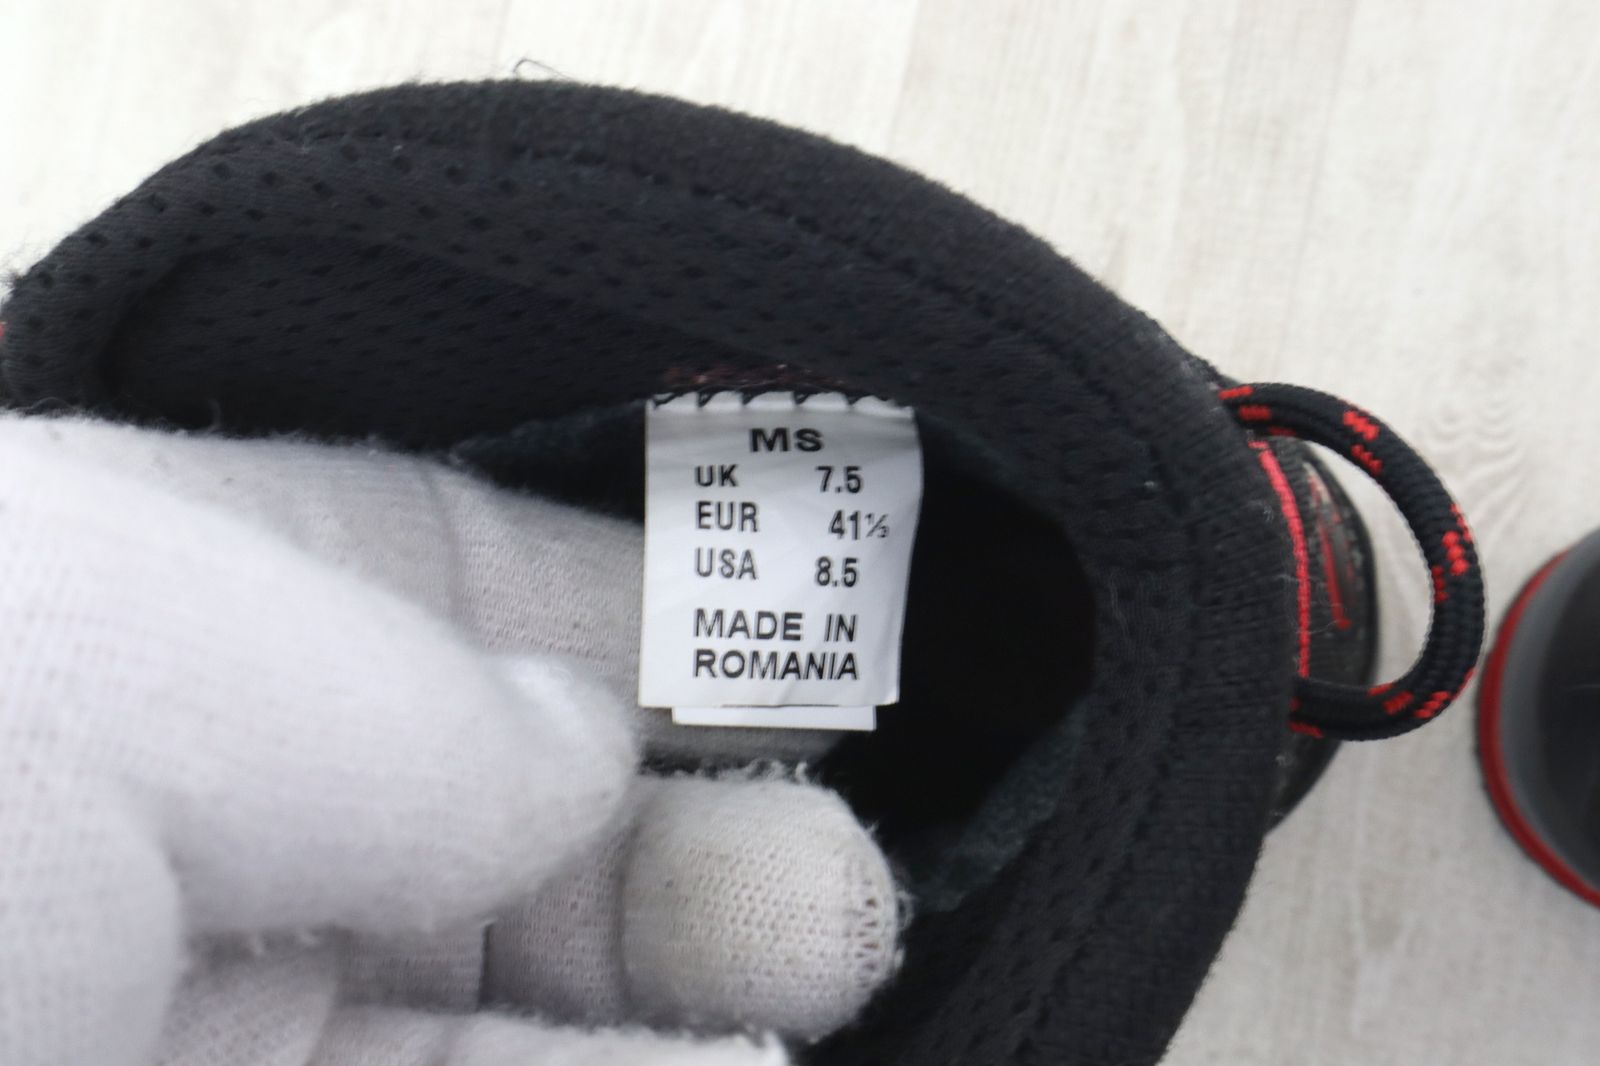 MS
UK 7.5
EUR 41⅓
USA 8.5
MADE IN
ROMANIA